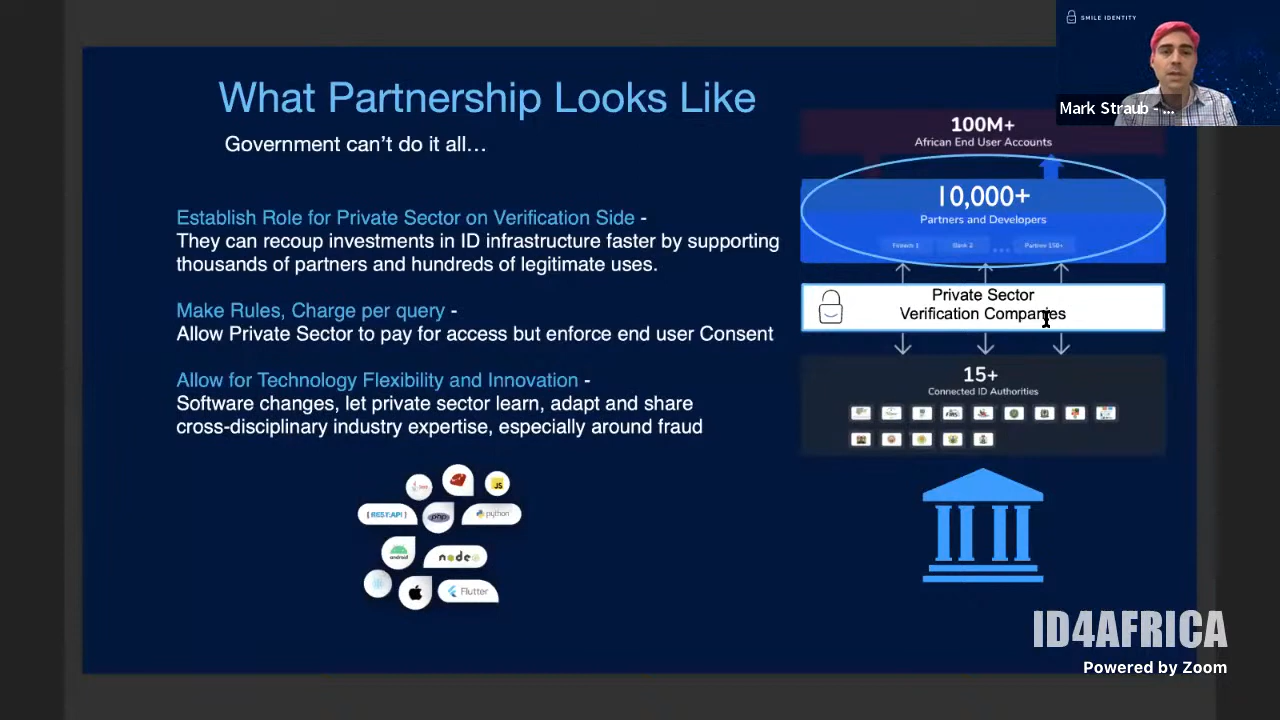 SMILE IDENTITY
Mark Straub - ...
What Partnership Looks Like
Government can’t do it all…
Establish Role for Private Sector on Verification Side -
They can recoup investments in ID infrastructure faster by supporting
thousands of partners and hundreds of legitimate uses.
Make Rules, Charge per query -
Allow Private Sector to pay for access but enforce end user Consent
Allow for Technology Flexibility and Innovation -
Software changes, let private sector learn, adapt and share
cross-disciplinary industry expertise, especially around fraud
JS
[ REST:API ]
php
python
android
node
Flutter
100M+
African End User Accounts
10,000+
Partners and Developers
Bank 2
...
Private Sector
Verification Companies
15+
Connected ID Authorities
ID4AFRICA
Powered by Zoom